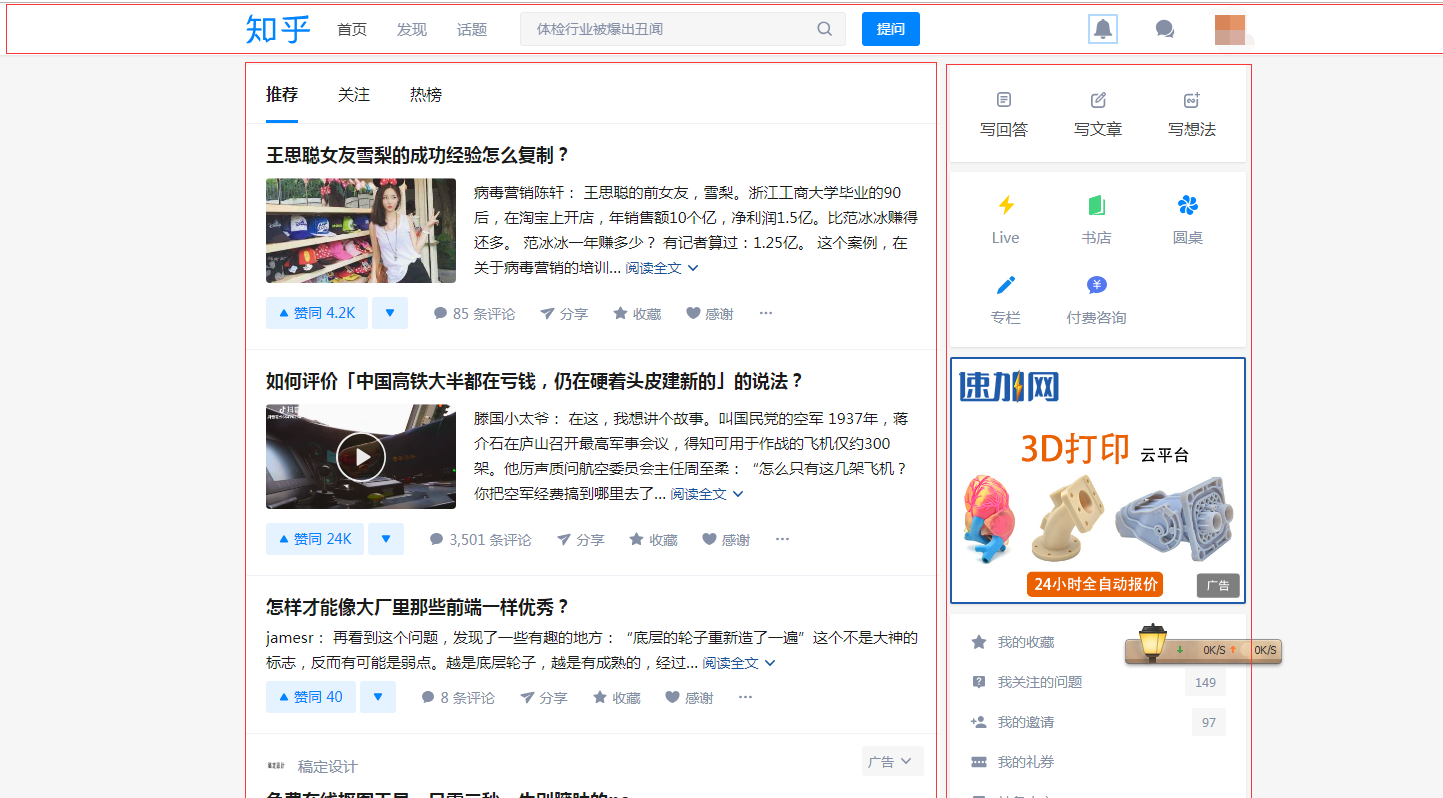 知乎 首页 发现 话题 体检行业被爆出丑闻 提问
推荐 关注 热榜
王思聪女友雪梨的成功经验怎么复制？
病毒营销陈轩： 王思聪的前女友，雪梨。浙江工商大学毕业的90
后，在淘宝上开店，年销售额10个亿，净利润1.5亿。比范冰冰赚得
还多。 范冰冰一年赚多少？ 有记者算过：1.25亿。 这个案例，在
关于病毒营销的培训... 阅读全文
赞同 4.2K 85 条评论 分享 收藏 感谢 ···
如何评价「中国高铁大半都在亏钱，仍在硬着头皮建新的」的说法？
滕国小太爷： 在这，我想讲个故事。叫国民党的空军 1937年，蒋
介石在庐山召开最高军事会议，得知可用于作战的飞机仅约300
架。他厉声质问航空委员会主任周至柔：“怎么只有这几架飞机？
你把空军经费搞到哪里去了... 阅读全文
赞同 24K 3,501 条评论 分享 收藏 感谢 ···
怎样才能像大厂里那些前端一样优秀？
jamesr： 再看到这个问题，发现了一些有趣的地方：“底层的轮子重新造了一遍”这个不是大神的
标志，反而有可能是弱点。越是底层轮子，越是有成熟的，经过... 阅读全文
赞同 40 8 条评论 分享 收藏 感谢 ···
稿定设计 广告
写回答 写文章 写想法
Live 书店 圆桌
专栏 付费咨询
速加网
3D打印 云平台
24小时全自动报价 广告
我的收藏
0K/S 0K/S
我关注的问题 149
我的邀请 97
我的礼券